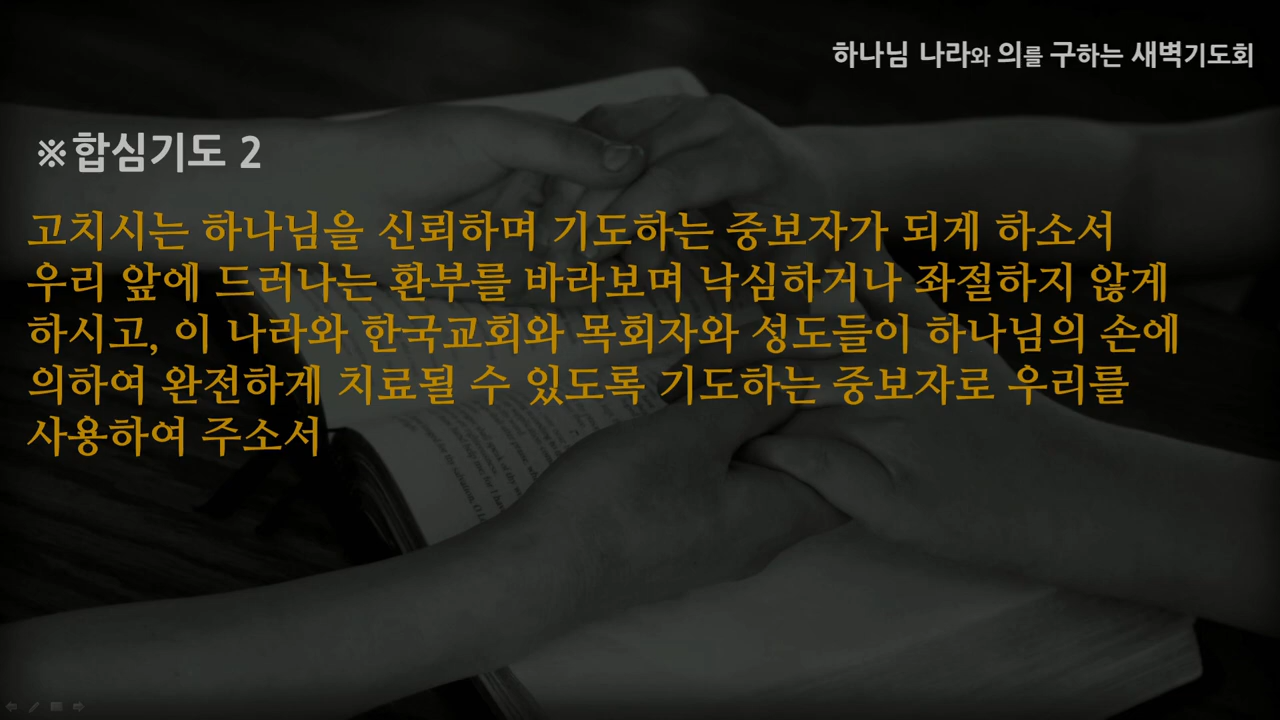 하나님 나라와 의를 구하는 새벽기도회
※합심기도 2
고치시는 하나님을 신뢰하며 기도하는 중보자가 되게 하소서
우리 앞에 드러나는 환부를 바라보며 낙심하거나 좌절하지 않게
하시고, 이 나라와 한국교회와 목회자와 성도들이 하나님의 손에
의하여 완전하게 치료될 수 있도록 기도하는 중보자로 우리를
사용하여 주소서